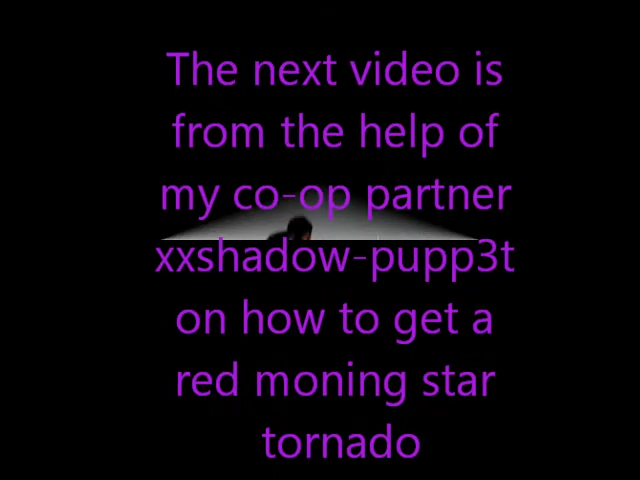 The next video is
from the help of
my co-op partner
xxshadow-pupp3t
on how to get a
red moning star
tornado